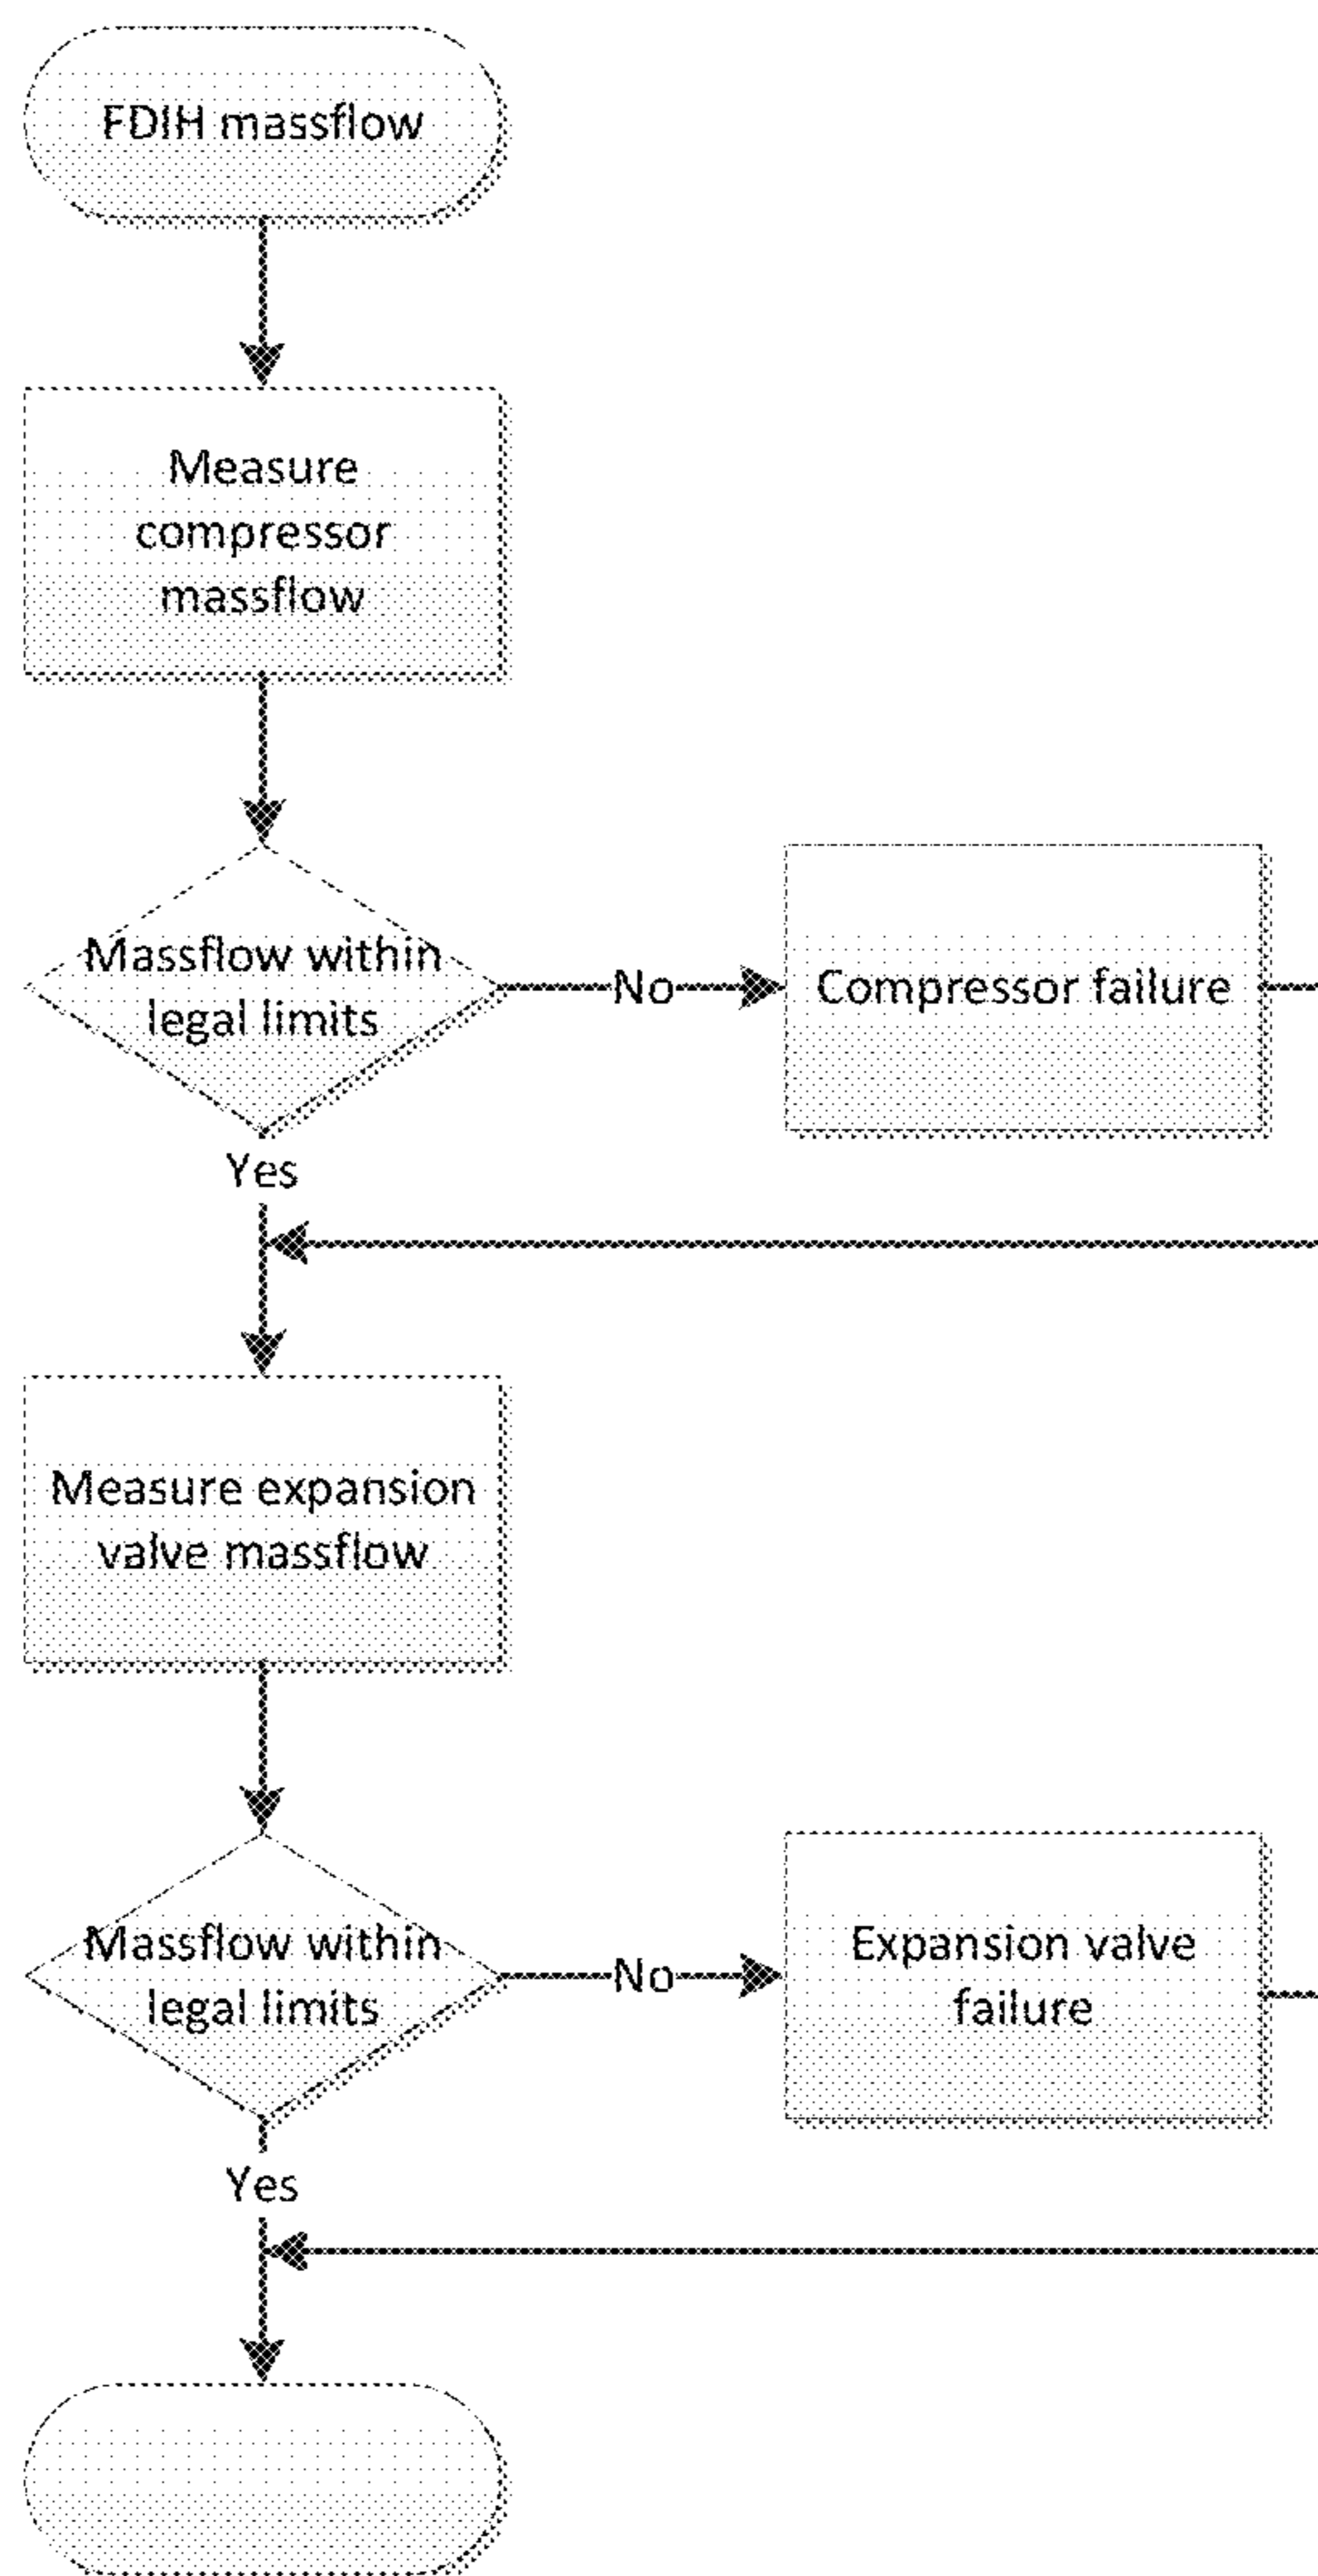 FDIH massflow
Measure
compressor
massflow
Massflow within
legal limits
No
Compressor failure
Yes
Measure expansion
valve massflow
Massflow within
legal limits
No
Expansion valve
failure
Yes